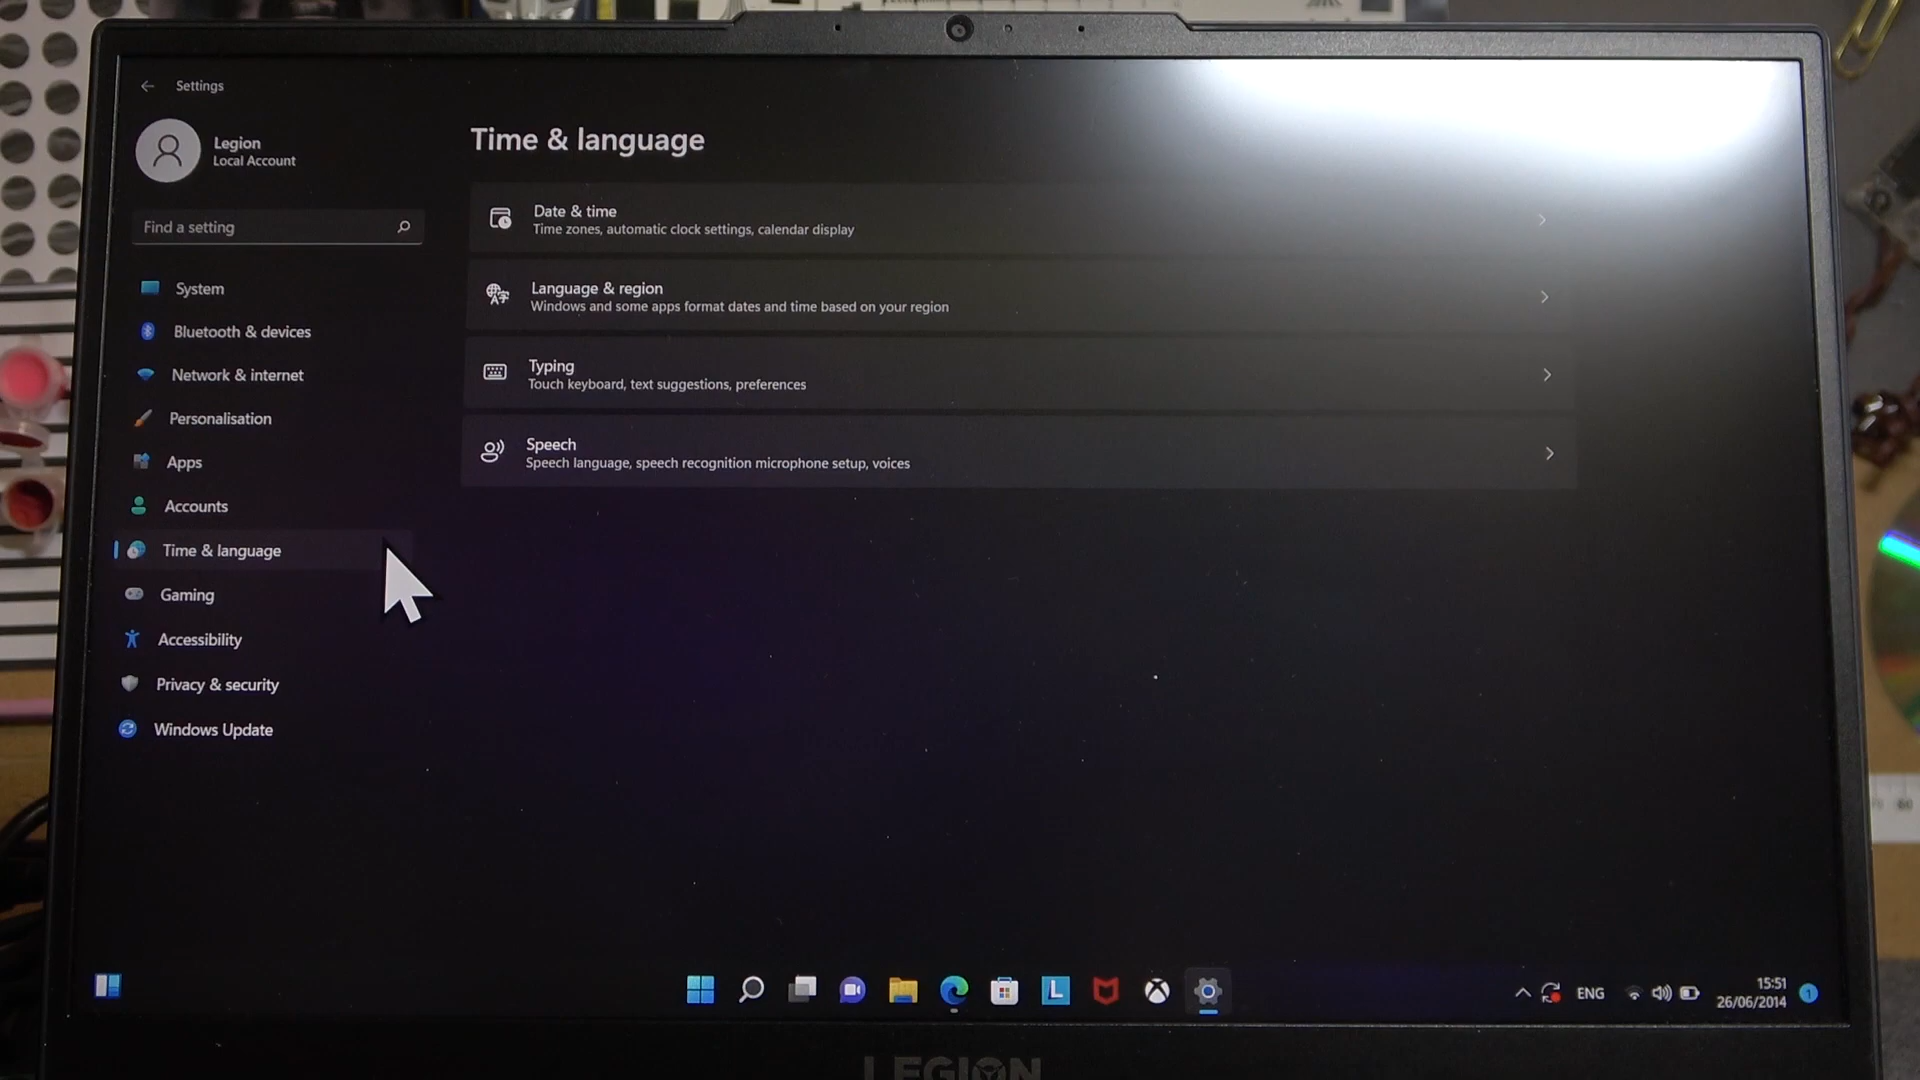 Settings
Legion
Local Account
Find a setting
System
Bluetooth & devices
Network & internet
Personalisation
Apps
Accounts
Time & language
Gaming
Accessibility
Privacy & security
Windows Update
Time & language
Date & time
Time zones, automatic clock settings, calendar display
Language & region
Windows and some apps format dates and time based on your region
Typing
Touch keyboard, text suggestions, preferences
Speech
Speech language, speech recognition microphone setup, voices
L
ENG
15:51
26/06/2014
1
LEGION